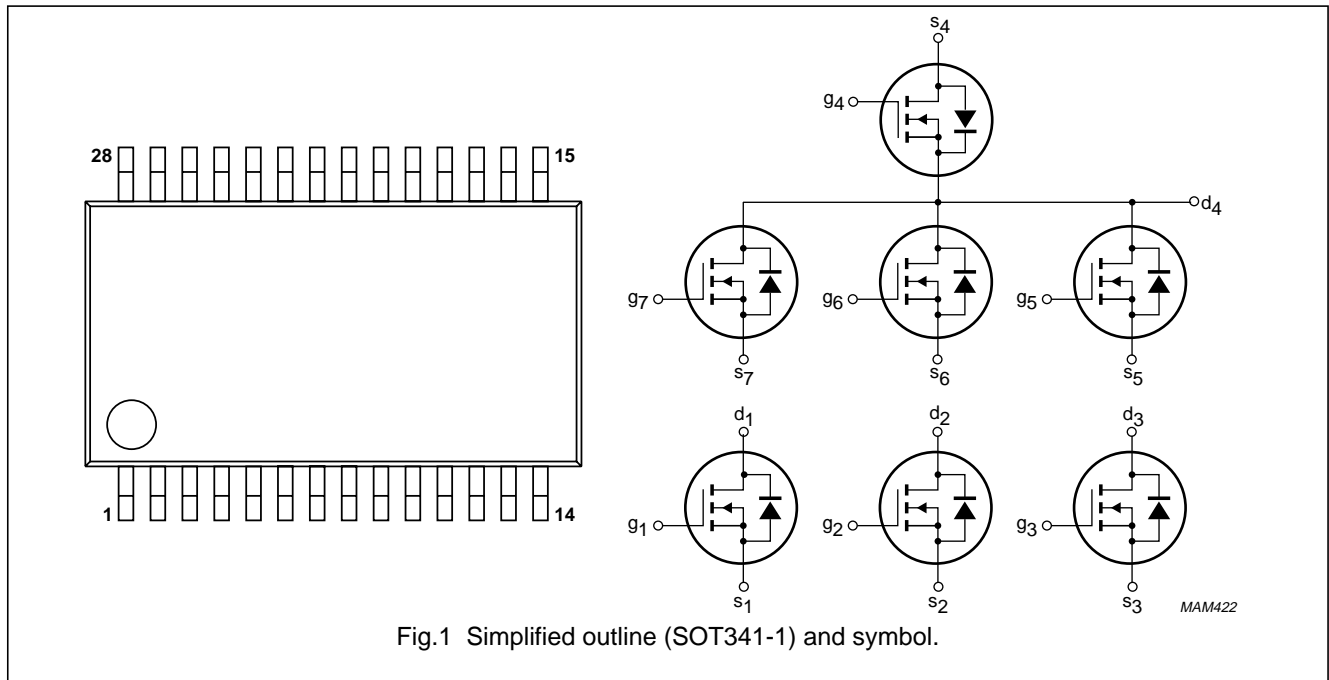 s4
g4
28
15
d4
g7
g6
g5
s7
s6
s5
d1
d2
d3
1
14
g1
g2
g3
s1
s2
s3
MAM422
Fig.1 Simplified outline (SOT341-1) and symbol.